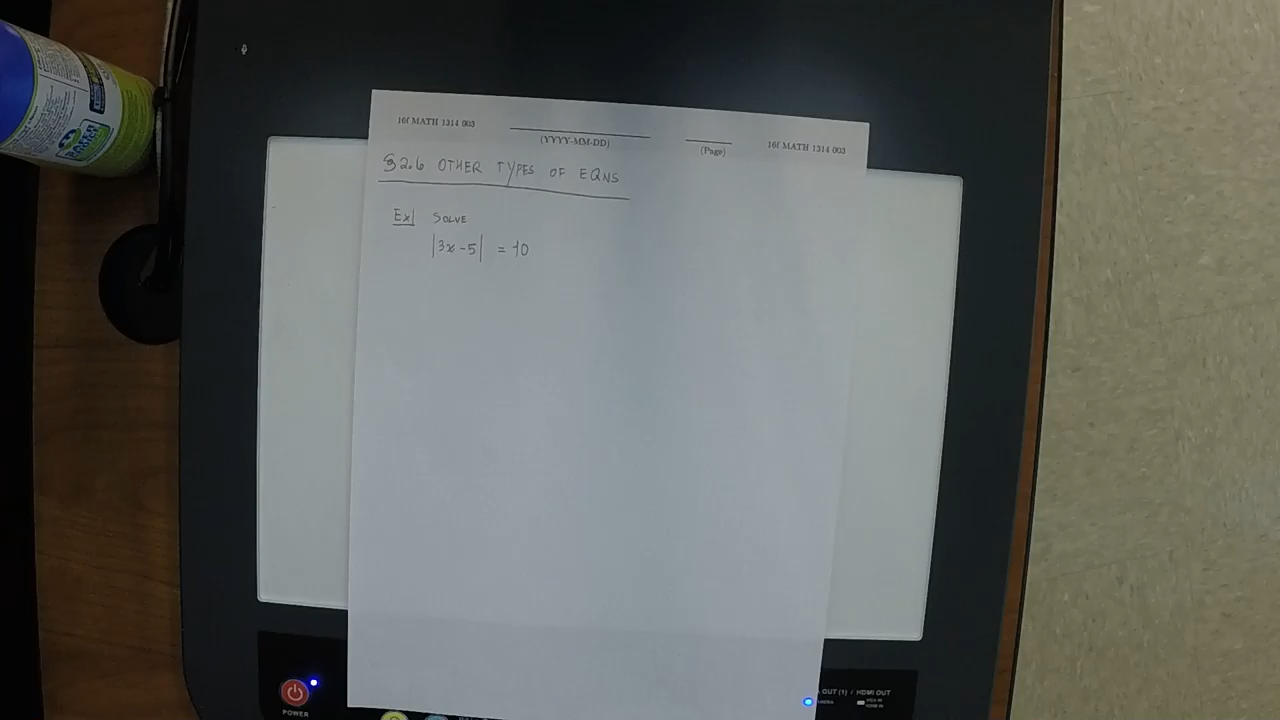 16f MATH 1314 003
(YYYY-MM-DD)
(Page)
16f MATH 1314 003
§2.6 OTHER TYPES OF EQNS
Ex SOLVE
|3x-5| = 10
POWER
OUT (1) / HDMI OUT